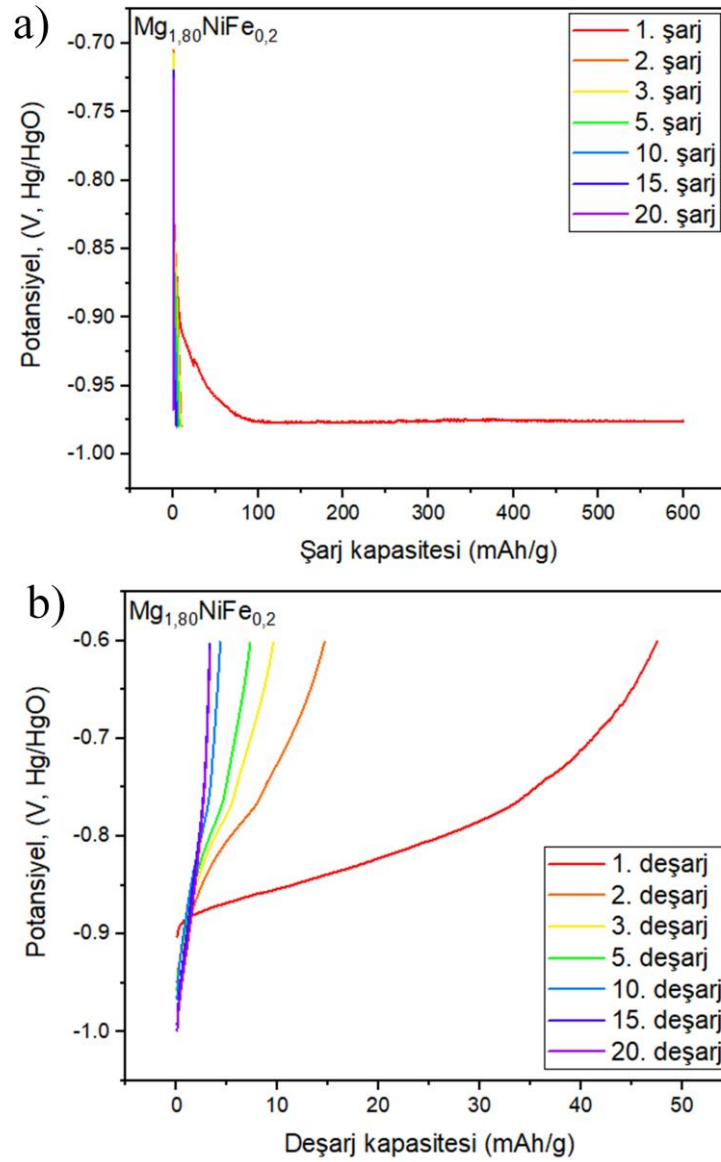 a)
Mg1,80NiFe0,2
1. şarj
2. şarj
3. şarj
5. şarj
10. şarj
15. şarj
20. şarj
-0.70
-0.75
-0.80
-0.85
-0.90
-0.95
-1.00
Potansiyel, (V, Hg/HgO)
0 100 200 300 400 500 600
Şarj kapasitesi (mAh/g)
b)
Mg1,80NiFe0,2
-0.6
-0.7
-0.8
-0.9
-1.0
Potansiyel, (V, Hg/HgO)
1. deşarj
2. deşarj
3. deşarj
5. deşarj
10. deşarj
15. deşarj
20. deşarj
0 10 20 30 40 50
Deşarj kapasitesi (mAh/g)